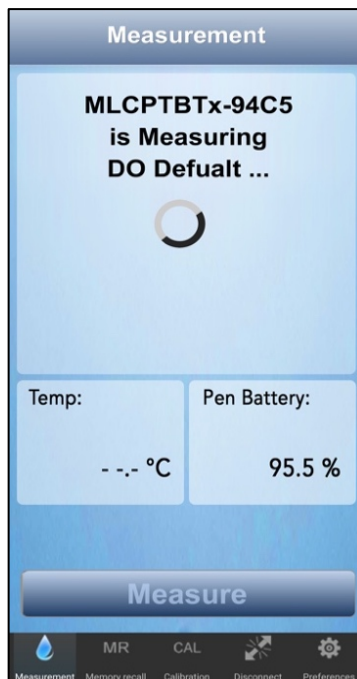 Measurement
MLCPTBTx-94C5
is Measuring
DO Defualt ...
Temp:
- -.- °C
Pen Battery:
95.5 %
Measure
MR
CAL
Measurement
Memory recall
Calibration
Disconnect
Preferences